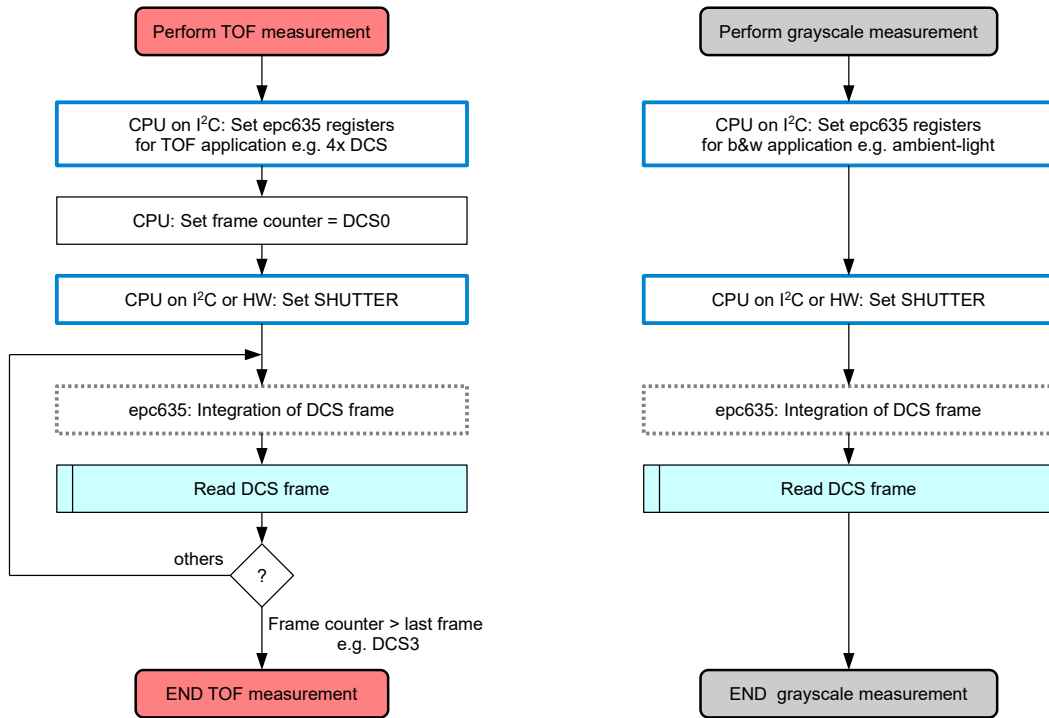 Perform TOF measurement
CPU on I²C: Set epc635 registers
for TOF application e.g. 4x DCS
CPU: Set frame counter = DCS0
CPU on I²C or HW: Set SHUTTER
epc635: Integration of DCS frame
Read DCS frame
others
?
Frame counter > last frame
e.g. DCS3
END TOF measurement
Perform grayscale measurement
CPU on I²C: Set epc635 registers
for b&w application e.g. ambient-light
CPU on I²C or HW: Set SHUTTER
epc635: Integration of DCS frame
Read DCS frame
END grayscale measurement